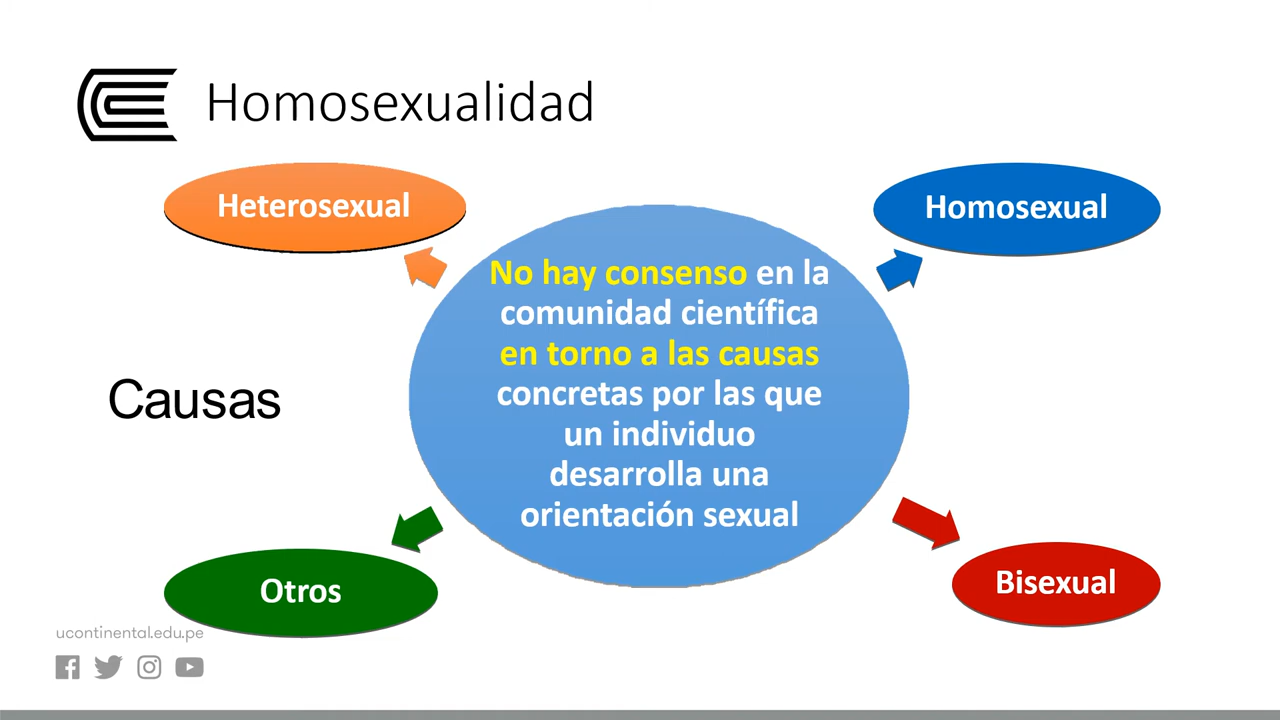 Homosexualidad
Heterosexual
Homosexual
No hay consenso en la
comunidad científica
en torno a las causas
concretas por las que
un individuo
desarrolla una
orientación sexual
Causas
Otros
Bisexual
ucontinental.edu.pe